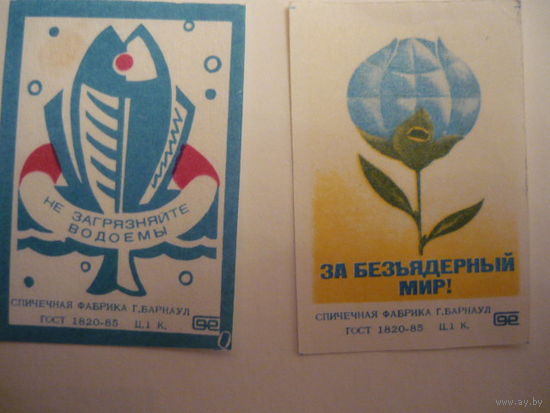 НЕ ЗАГРЯЗНЯЙТЕ
ВОДОЕМЫ
СПИЧЕЧНАЯ ФАБРИКА Г.БАРНАУЛ
ГОСТ 1820-85 Ц.1 К.
ЗА БЕЗЪЯДЕРНЫЙ
МИР!
СПИЧЕЧНАЯ ФАБРИКА Г.БАРНАУЛ
ГОСТ 1820-85 Ц.1 К.
www.ay.by